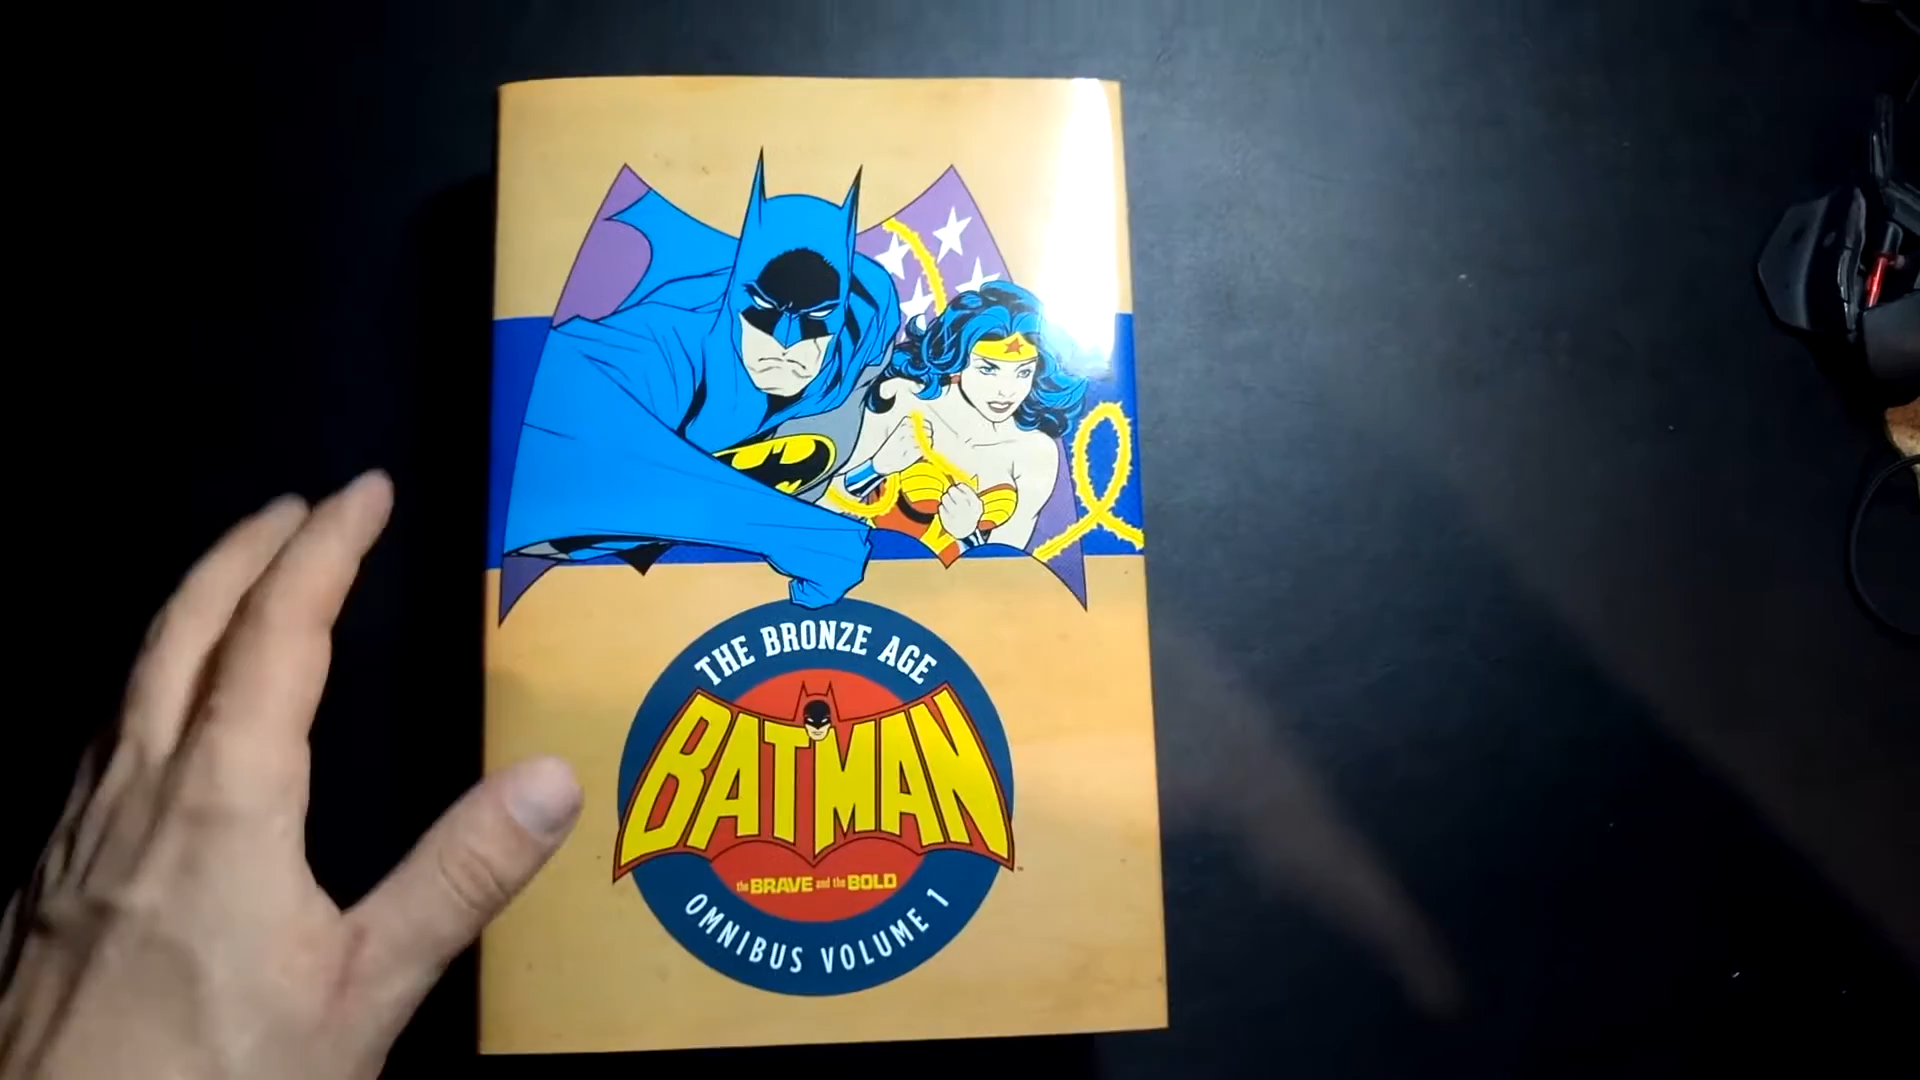 THE BRONZE AGE
BATMAN
the BRAVE and the BOLD
OMNIBUS VOLUME 1